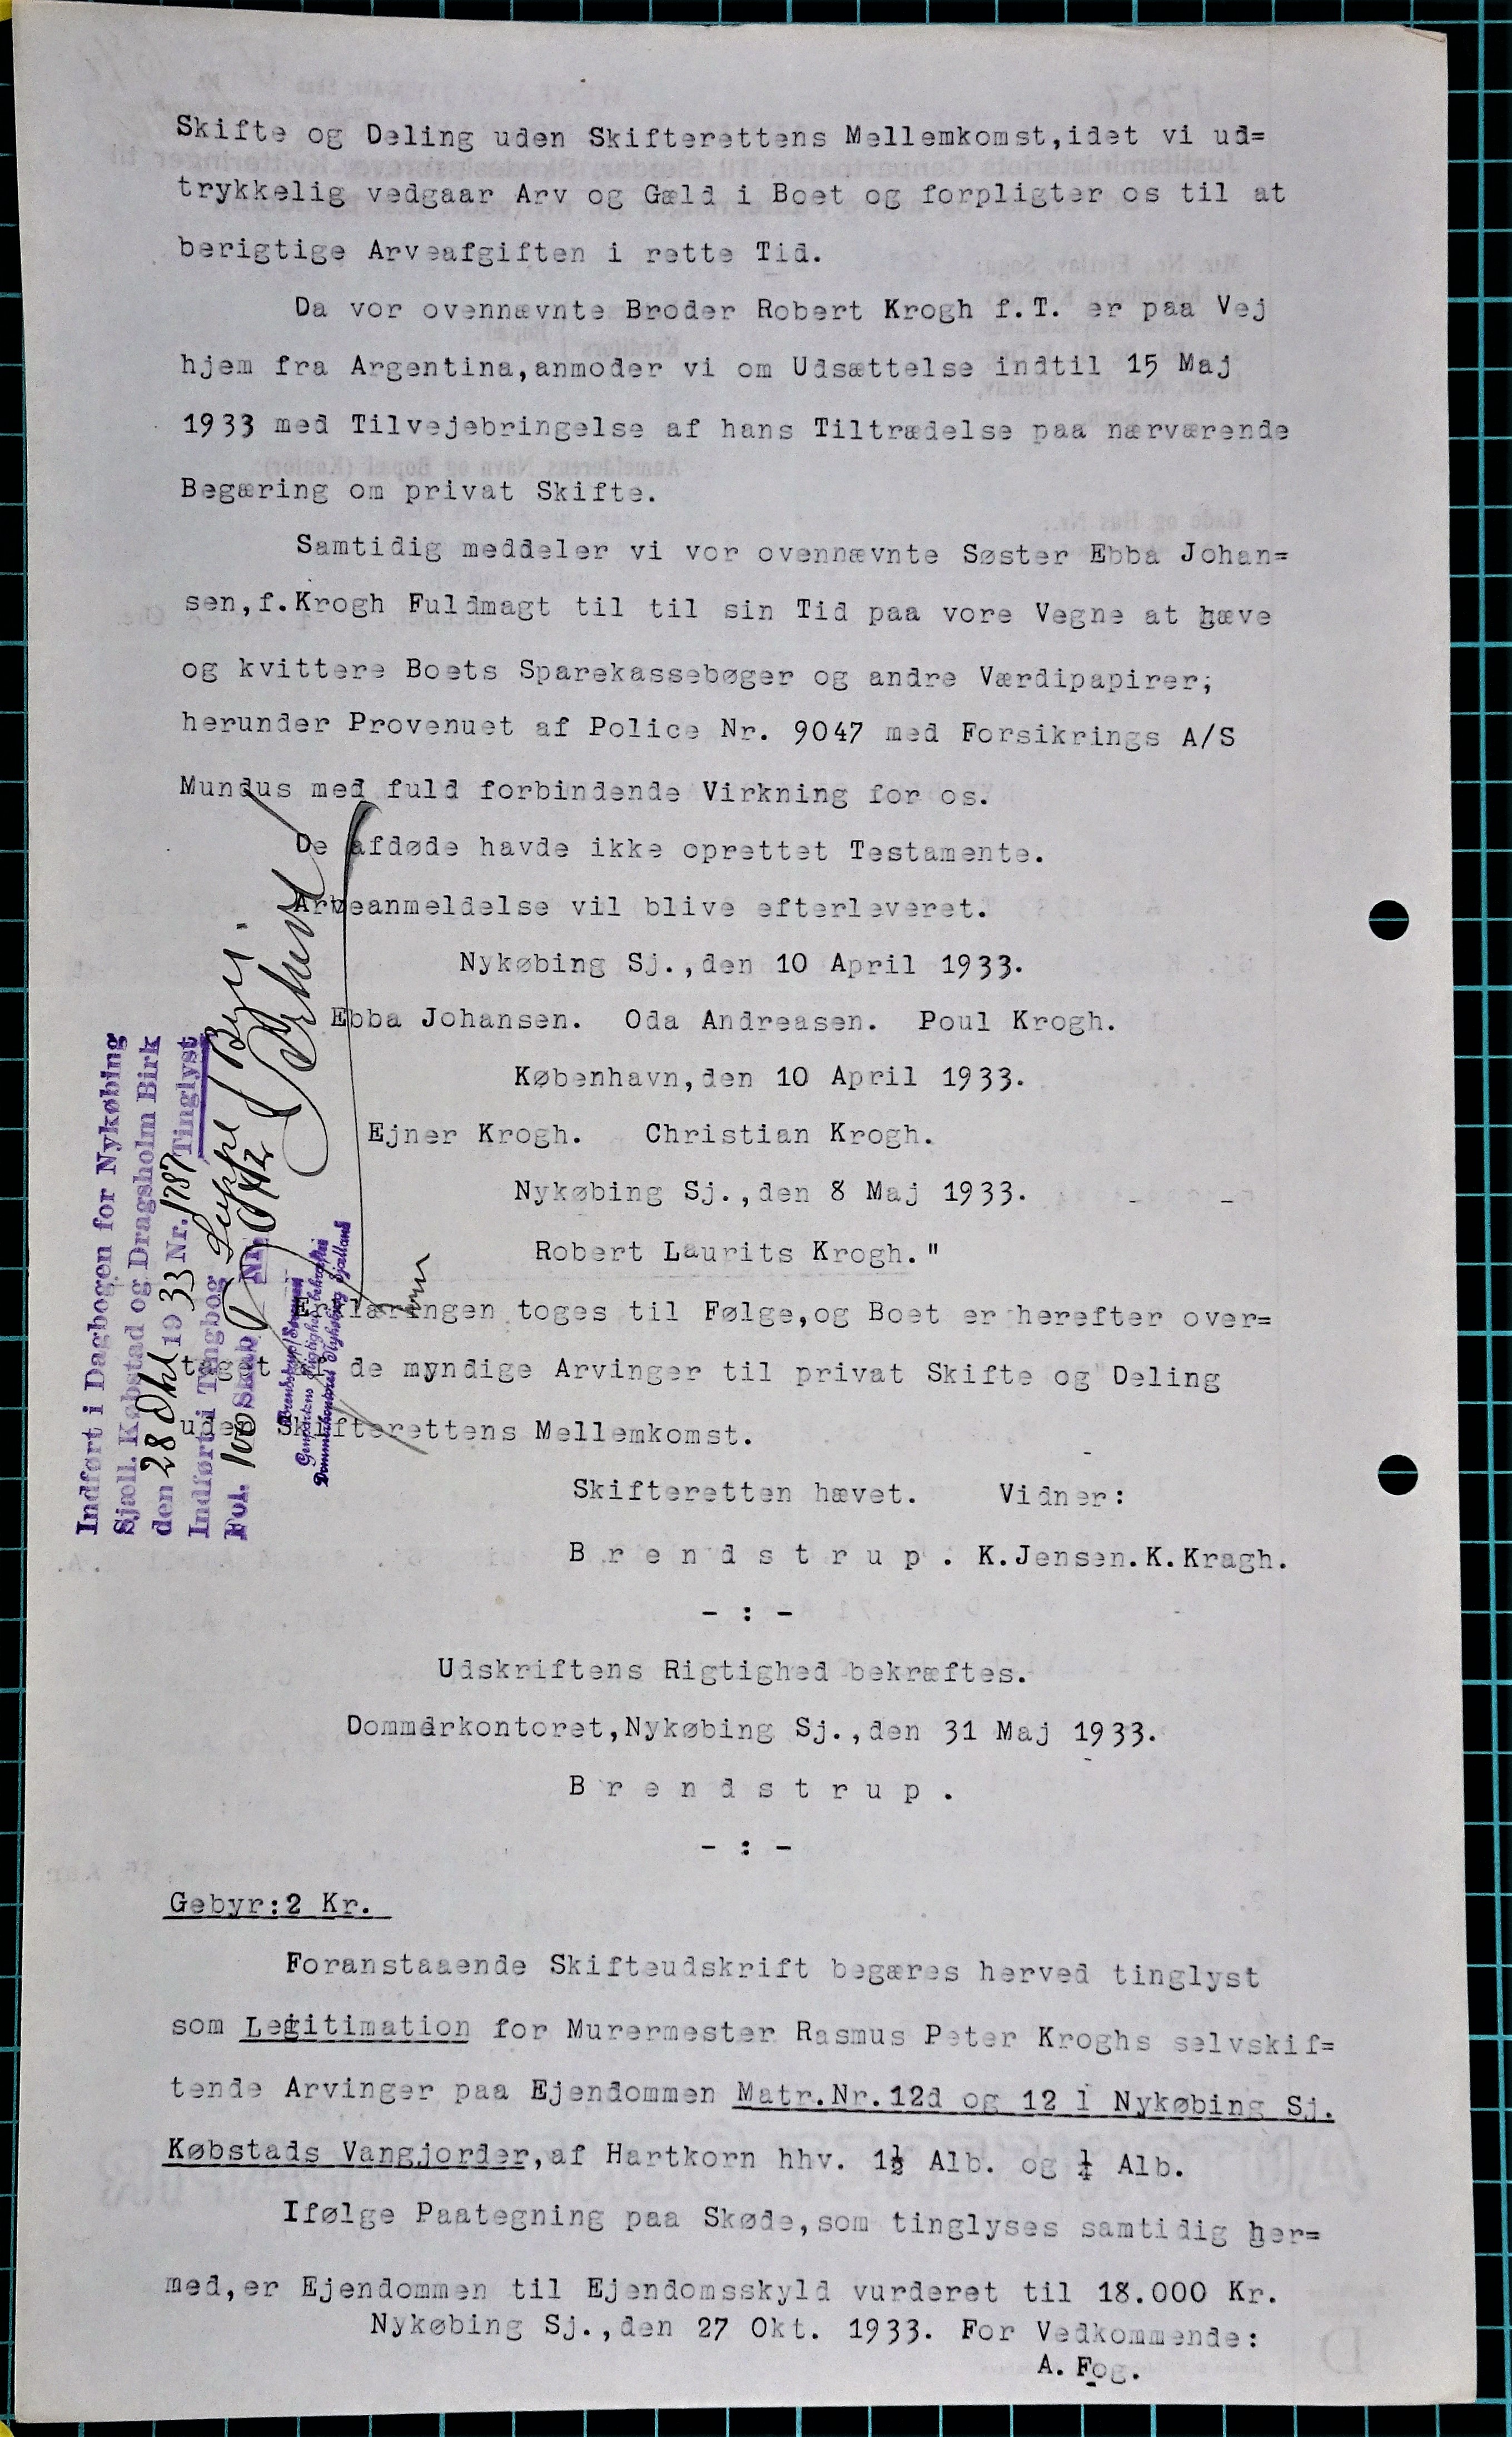 Skifte og Deling uden Skifterettens Mellemkomst,idet vi ud=
trykkelig vedgaar Arv og Gæld i Boet og forpligter os til at
berigtige Arveafgiften i rette Tid.
Da vor ovennævnte Broder Robert Krogh f.T. er paa Vej
hjem fra Argentina,anmoder vi om Udsættelse indtil 15 Maj
1933 med Tilvejebringelse af hans Tiltrædelse paa nærværende
Begæring om privat Skifte.
Samtidig meddeler vi vor ovennævnte Søster Ebba Johan=
sen,f.Krogh Fuldmagt til til sin Tid paa vore Vegne at hæve
og kvittere Boets Sparekassebøger og andre Værdipapirer;
herunder Provenuet af Police Nr. 9047 med Forsikrings A/S
Mundus med fuld forbindende Virkning for os.
De afdøde havde ikke oprettet Testamente.
Arveanmeldelse vil blive efterleveret.
Nykøbing Sj.,den 10 April 1933.
Ebba Johansen. Oda Andreasen. Poul Krogh.
København,den 10 April 1933.
Ejner Krogh. Christian Krogh.
Nykøbing Sj.,den 8 Maj 1933.
Robert Laurits Krogh."
Erklæringen toges til Følge,og Boet er herefter over=
taget af de myndige Arvinger til privat Skifte og Deling
uden Skifterettens Mellemkomst.
Skifteretten hævet. Vidner:
B r e n d s t r u p . K.Jensen.K.Kragh.
- : -
Udskriftens Rigtighed bekræftes.
Dommerkontoret,Nykøbing Sj.,den 31 Maj 1933.
B r e n d s t r u p .
- : -
Gebyr:2 Kr.
Foranstaaende Skifteudskrift begæres herved tinglyst
som Legitimation for Murermester Rasmus Peter Kroghs selvskif=
tende Arvinger paa Ejendommen Matr.Nr.12d og 12 l Nykøbing Sj.
Købstads Vangjorder,af Hartkorn hhv. 1½ Alb. og ¼ Alb.
Ifølge Paategning paa Skøde,som tinglyses samtidig her=
med,er Ejendommen til Ejendomsskyld vurderet til 18.000 Kr.
Nykøbing Sj.,den 27 Okt. 1933. For Vedkommende:
A. Fog.
Indført i Dagbogen for Nykøbing
Sjæll. Købstad og Dragsholm Birk
den 28 Okt 1933 Nr. 1787 Tinglyst
Indført i Tingbog
Fol. 100 Skab Nr.
Genpartens Rigtighed bekræftes
Dommerkontoret i Nykøbing Sjælland